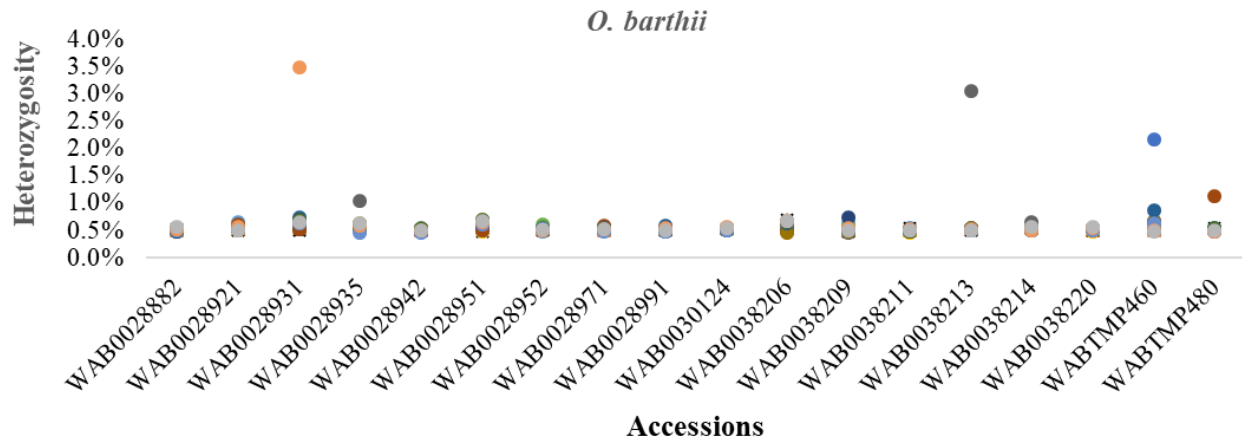 O. barthii
Heterozygosity
4.0%
3.5%
3.0%
2.5%
2.0%
1.5%
1.0%
0.5%
0.0%
WAB0028882
WAB0028921
WAB0028931
WAB0028935
WAB0028942
WAB0028951
WAB0028952
WAB0028971
WAB0028991
WAB0030124
WAB0038206
WAB0038209
WAB0038211
WAB0038213
WAB0038214
WAB0038220
WABTMP460
WABTMP480
Accessions